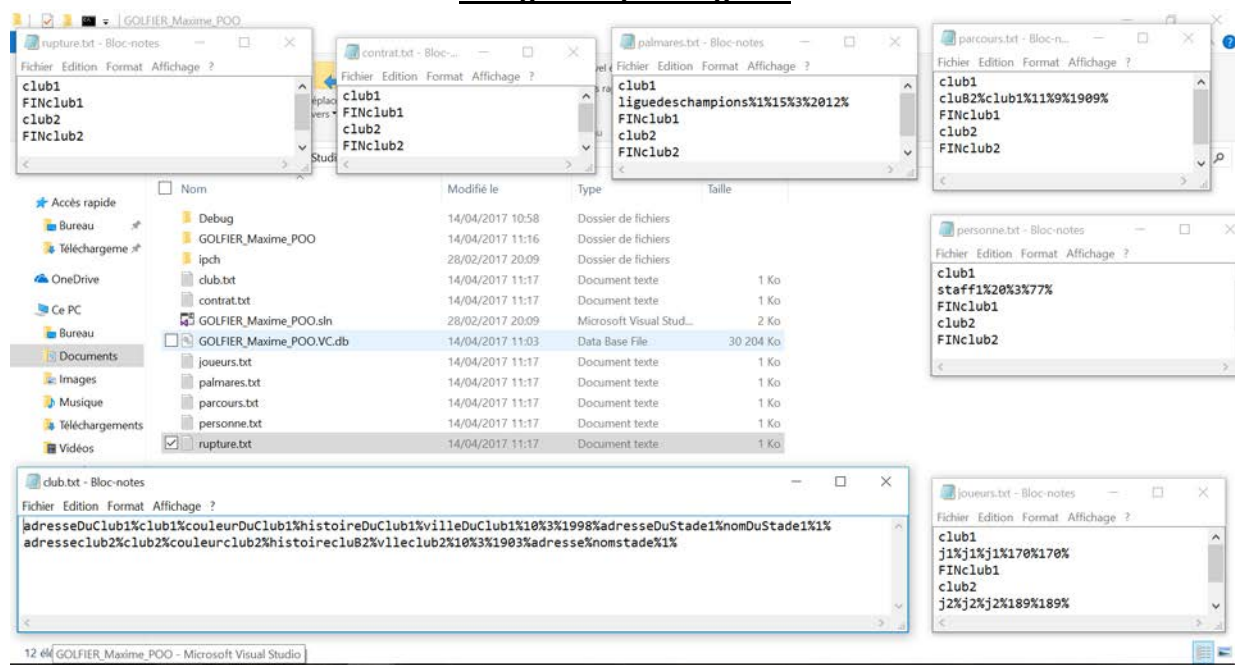 GOLFIER_Maxime_POO
rupture.txt - Bloc-notes
Fichier Edition Format Affichage ?
club1
FINclub1
club2
FINclub2
contrat.txt - Bloc-...
Fichier Edition Format Affichage ?
club1
FINclub1
club2
FINclub2
palmares.txt - Bloc-notes
Fichier Edition Format Affichage ?
club1
liguedeschampions%1%15%3%2012%
FINclub1
club2
FINclub2
parcours.txt - Bloc-n...
Fichier Edition Format Affichage ?
club1
cluB2%club1%11%9%1909%
FINclub1
club2
FINclub2
Nom Modifié le Type Taille
Accès rapide
Bureau
Téléchargeme
OneDrive
Ce PC
Bureau
Documents
Images
Musique
Téléchargements
Vidéos
Debug 14/04/2017 10:58 Dossier de fichiers
GOLFIER_Maxime_POO 14/04/2017 11:16 Dossier de fichiers
ipch 28/02/2017 20:09 Dossier de fichiers
club.txt 14/04/2017 11:17 Document texte 1 Ko
contrat.txt 14/04/2017 11:17 Document texte 1 Ko
GOLFIER_Maxime_POO.sln 28/02/2017 20:09 Microsoft Visual Stud... 2 Ko
GOLFIER_Maxime_POO.VC.db 14/04/2017 11:03 Data Base File 30 204 Ko
joueurs.txt 14/04/2017 11:17 Document texte 1 Ko
palmares.txt 14/04/2017 11:17 Document texte 1 Ko
parcours.txt 14/04/2017 11:17 Document texte 1 Ko
personne.txt 14/04/2017 11:17 Document texte 1 Ko
rupture.txt 14/04/2017 11:17 Document texte 1 Ko
personne.txt - Bloc-notes
Fichier Edition Format Affichage ?
club1
staff1%20%3%77%
FINclub1
club2
FINclub2
club.txt - Bloc-notes
Fichier Edition Format Affichage ?
adresseDuClub1%club1%couleurDuClub1%histoireDuClub1%villeDuClub1%10%3%1998%adresseDuStade1%nomDuStade1%1%
adresseclub2%club2%couleurclub2%histoirecluB2%vlleclub2%10%3%1903%adresse%nomstade%1%
joueurs.txt - Bloc-notes
Fichier Edition Format Affichage ?
club1
j1%j1%j1%170%170%
FINclub1
club2
j2%j2%j2%189%189%
12 élé
GOLFIER_Maxime_POO - Microsoft Visual Studio